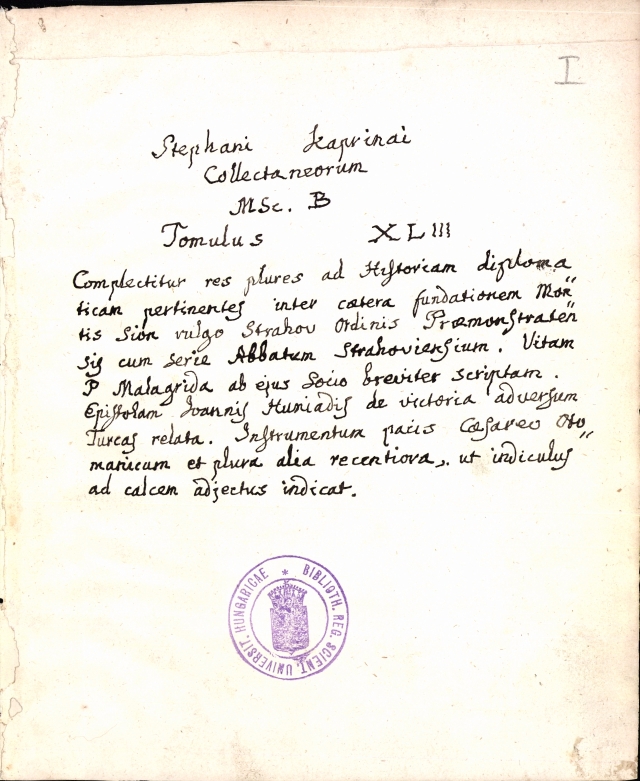 I
Stephani Kaprinai
Collectaneorum
MSc. B
Tomulus XLIII
Complectitur res plures ad Historiam diploma
ticam pertinentes inter cætera fundationem Mon"
tis Sion vulgo Strahov Ordinis Præmonstraten"
sis cum serie Abbatum Strahoviensium. Vitam
P Malagrida ab ejus Socio breviter scriptam.
Epistolam Ioannis Huniadis de victoria adversum
Turcas relata. Instrumentum pacis Cæsareo Oto"
manicum et plura alia recentiora, ut indiculus
ad calcem adjectus indicat.
* BIBLIOTH. REG. SCIENT. UNIVERSIT. HUNGARICAE